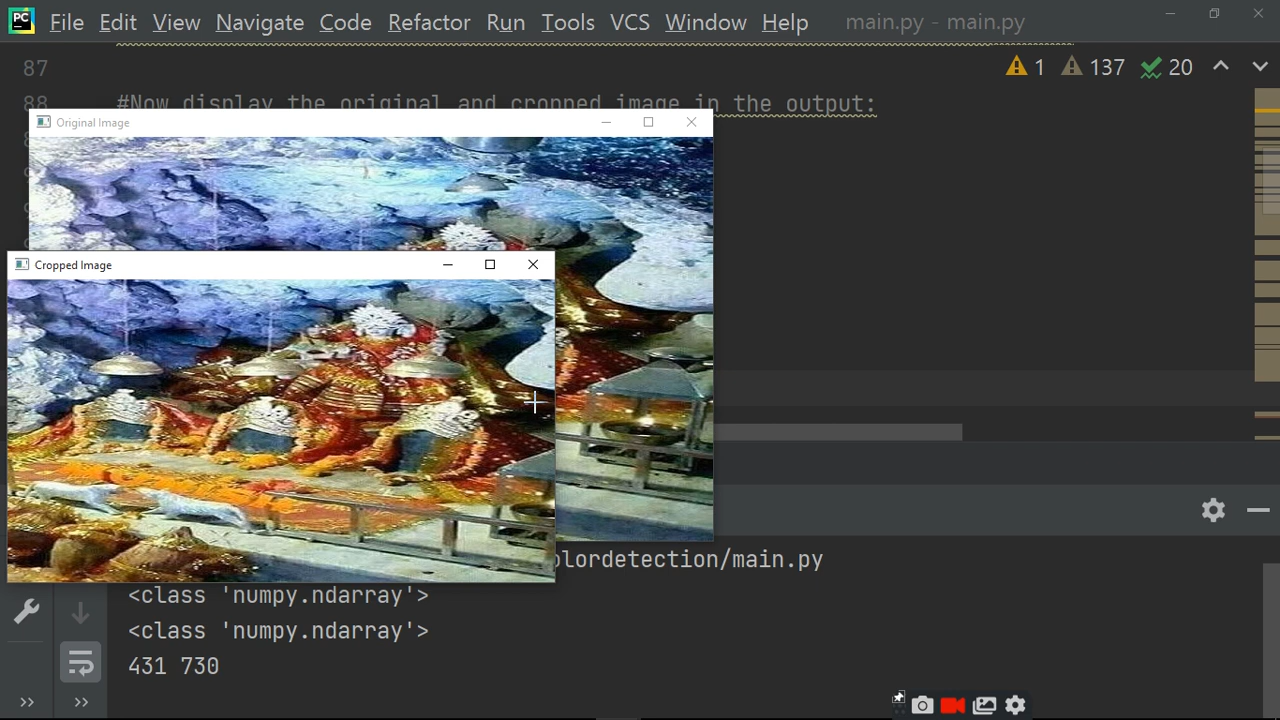 PC File Edit View Navigate Code Refactor Run Tools VCS Window Help main.py - main.py
87
1 137 20
88 #Now display the original and cropped image in the output:
Original Image
Cropped Image
olordetection/main.py
<class 'numpy.ndarray'>
<class 'numpy.ndarray'>
431 730